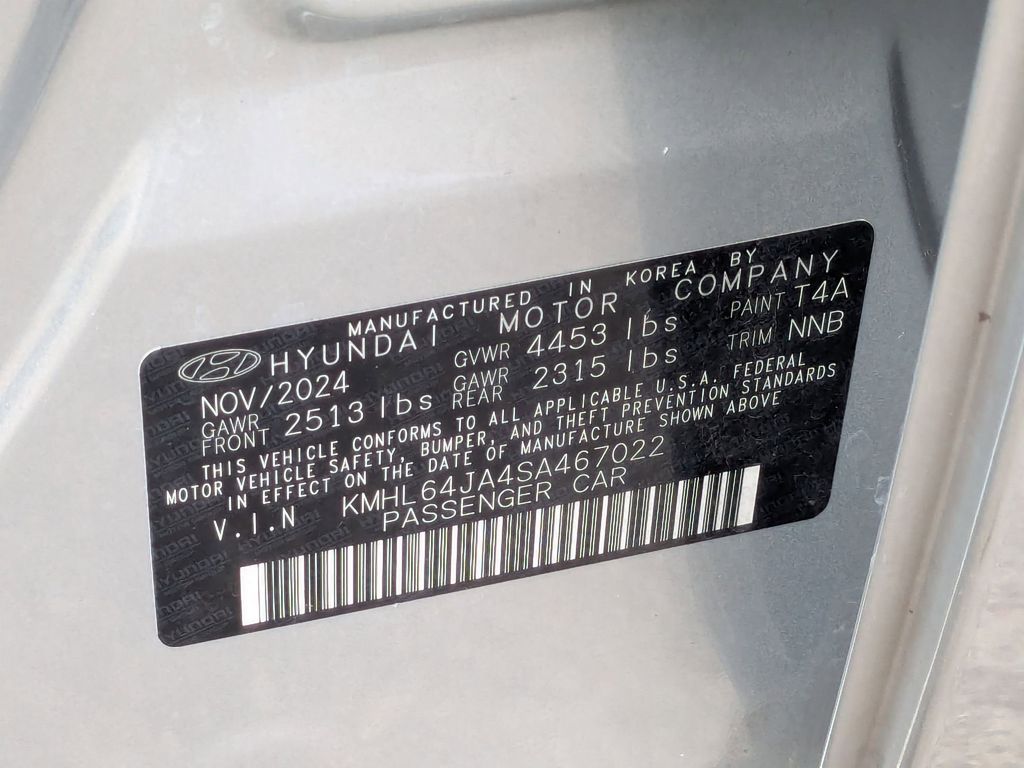 MANUFACTURED IN KOREA BY
HYUNDAI MOTOR COMPANY
NOV/2024 GVWR 4453 lbs PAINT T4A
GAWR FRONT 2513 lbs GAWR REAR 2315 lbs TRIM NNB
THIS VEHICLE CONFORMS TO ALL APPLICABLE U.S.A. FEDERAL
MOTOR VEHICLE SAFETY, BUMPER, AND THEFT PREVENTION STANDARDS
IN EFFECT ON THE DATE OF MANUFACTURE SHOWN ABOVE
V.I.N KMHL64JA4SA467022
PASSENGER CAR